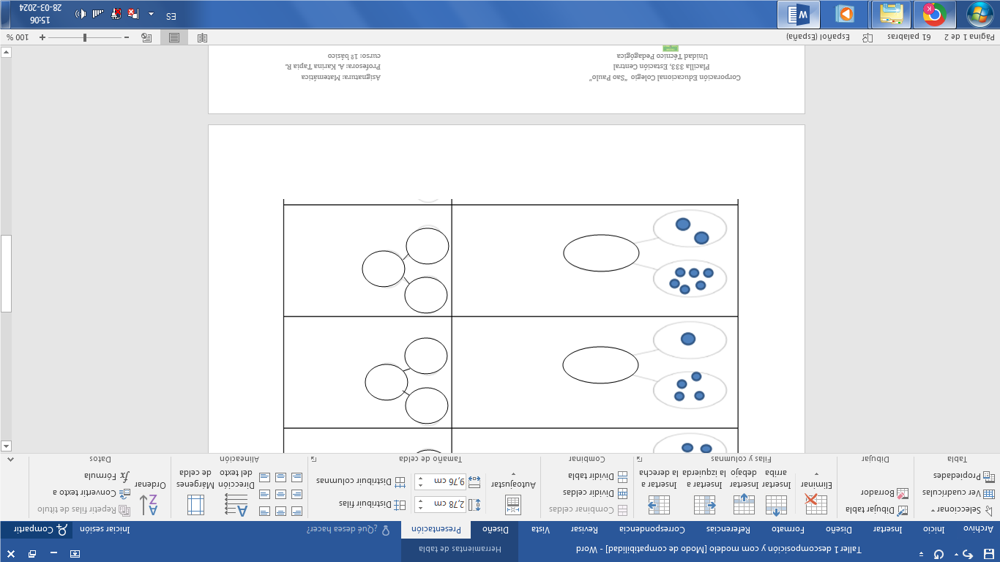 Taller 1 descomposición y com modelo [Modo de compatibilidad] - Word
Herramientas de tabla
Archivo Inicio Insertar Diseño Formato Referencias Correspondencia Revisar Vista Diseño Presentación ¿Qué desea hacer? Iniciar sesión Compartir
Seleccionar
Ver cuadrículas
Propiedades
Tabla
Dibujar tabla
Borrador
Dibujar
Eliminar
Insertar arriba
Insertar debajo
Insertar a la izquierda
Insertar a la derecha
Filas y columnas
Combinar celdas
Dividir celdas
Dividir tabla
Combinar
Autoajustar
2,78 cm
9,76 cm
Distribuir filas
Distribuir columnas
Tamaño de celda
Dirección del texto
Márgenes de celda
Alineación
Ordenar
Repetir filas de título
Convertir texto a
Fórmula
Datos
Corporación Educacional Colegio "Sao Paulo"
Placilla 333, Estación Central
Unidad Técnico Pedagógica
Asignatura: Matemática
Profesora: A. Karina Tapia R.
curso: 1º básico
Página 1 de 2 61 palabras Español (España) 100 %
K
ES
15:06
28-03-2024